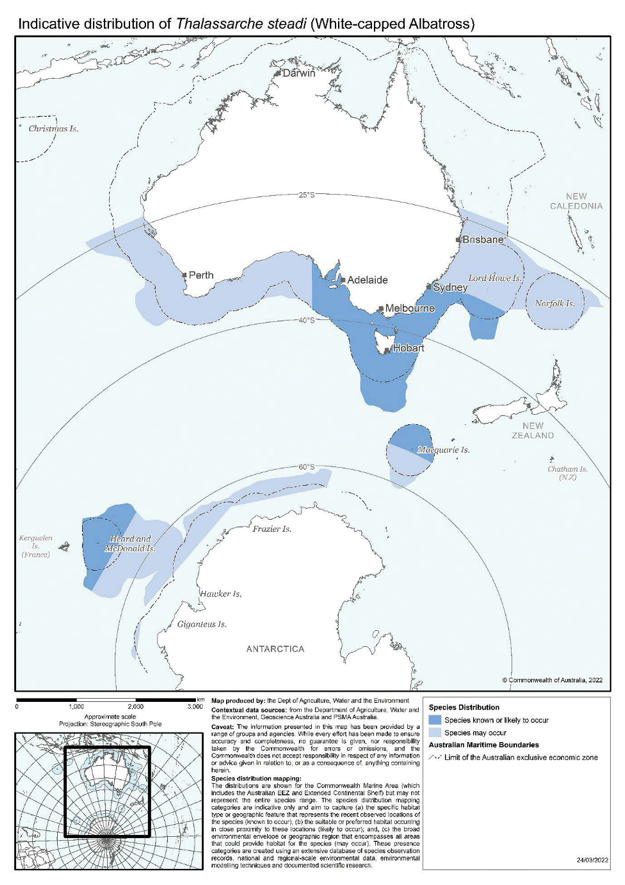 Indicative distribution of Thalassarche steadi (White-capped Albatross)
Darwin
Christmas Is.
25°S
NEW
CALEDONIA
Brisbane
Perth
Adelaide
Sydney
Lord Howe Is.
Norfolk Is.
Melbourne
40°S
Hobart
NEW
ZEALAND
Macquarie Is.
Chatham Is.
(N.Z)
60°S
Frazier Is.
Kerguelen
Is.
(France)
Heard and
McDonald Is.
Hawker Is.
Giganteus Is.
ANTARCTICA
© Commonwealth of Australia, 2022
0 1,000 2,000 3,000 km
Approximate scale
Projection: Stereographic South Pole
Map produced by: the Dept of Agriculture, Water and the Environment
Contextual data sources: from the Department of Agriculture, Water and
the Environment, Geoscience Australia and PSMA Australia.
Caveat: The information presented in this map has been provided by a
range of groups and agencies. While every effort has been made to ensure
accuracy and completeness, no guarantee is given, nor responsibility
taken by the Commonwealth for errors or omissions, and the
Commonwealth does not accept responsibility in respect of any information
or advice given in relation to, or as a consequence of, anything containing
herein.
Species distribution mapping:
The distributions are shown for the Commonwealth Marine Area (which
includes the Australian EEZ and Extended Continental Shelf) but may not
represent the entire species range. The species distribution mapping
categories are indicative only and aim to capture (a) the specific habitat
type or geographic feature that represents the recent observed locations of
the species (known to occur), (b) the suitable or preferred habitat occurring
in close proximity to these locations (likely to occur); and, (c) the broad
environmental envelope or geographic region that encompasses all areas
that could provide habitat for the species (may occur). These presence
categories are created using an extensive database of species observation
records, national and regional-scale environmental data, environmental
modelling techniques and documented scientific research.
Species Distribution
Species known or likely to occur
Species may occur
Australian Maritime Boundaries
Limit of the Australian exclusive economic zone
24/03/2022